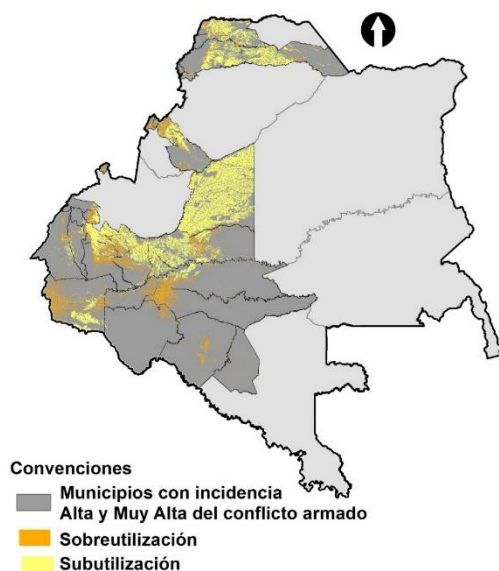 Convenciones
Municipios con incidencia
Alta y Muy Alta del conflicto armado
Sobreutilización
Subutilización